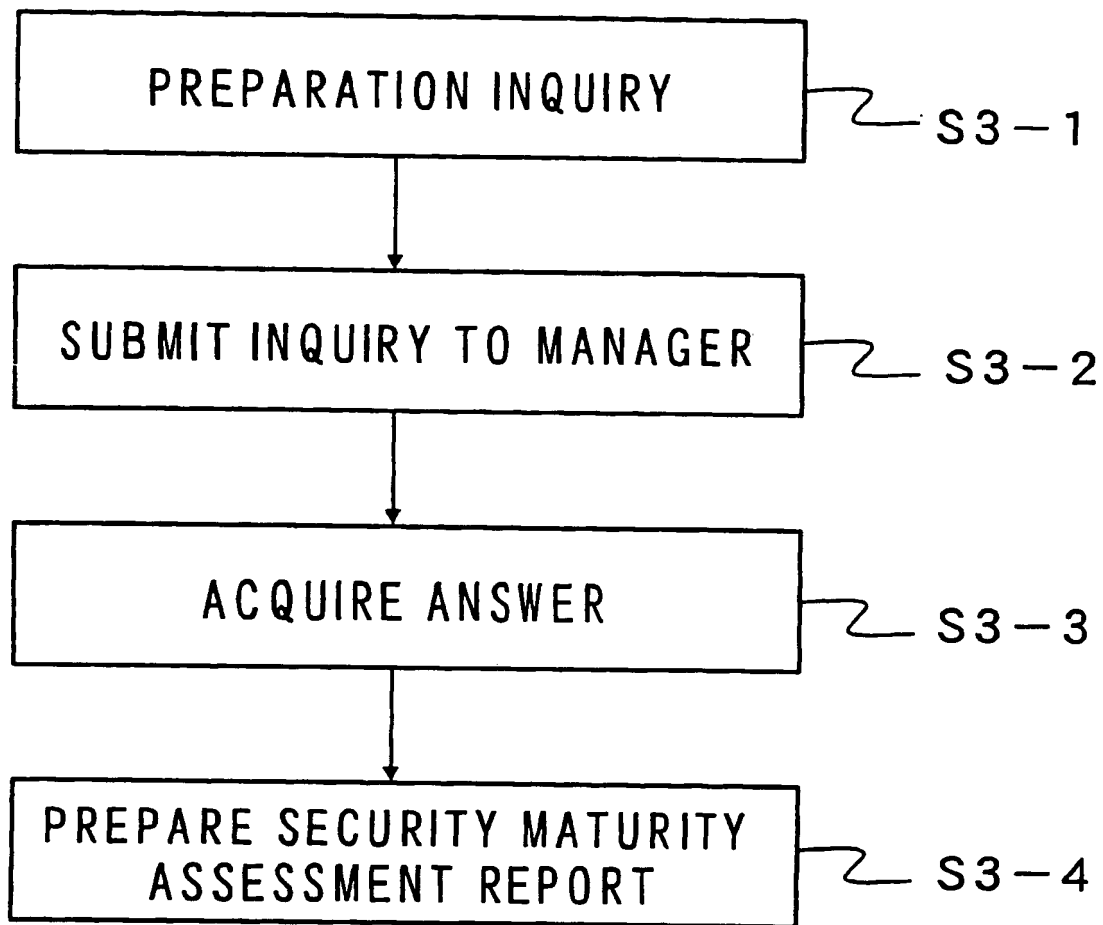 PREPARATION INQUIRY
S3-1
SUBMIT INQUIRY TO MANAGER
S3-2
ACQUIRE ANSWER
S3-3
PREPARE SECURITY MATURITY
ASSESSMENT REPORT
S3-4